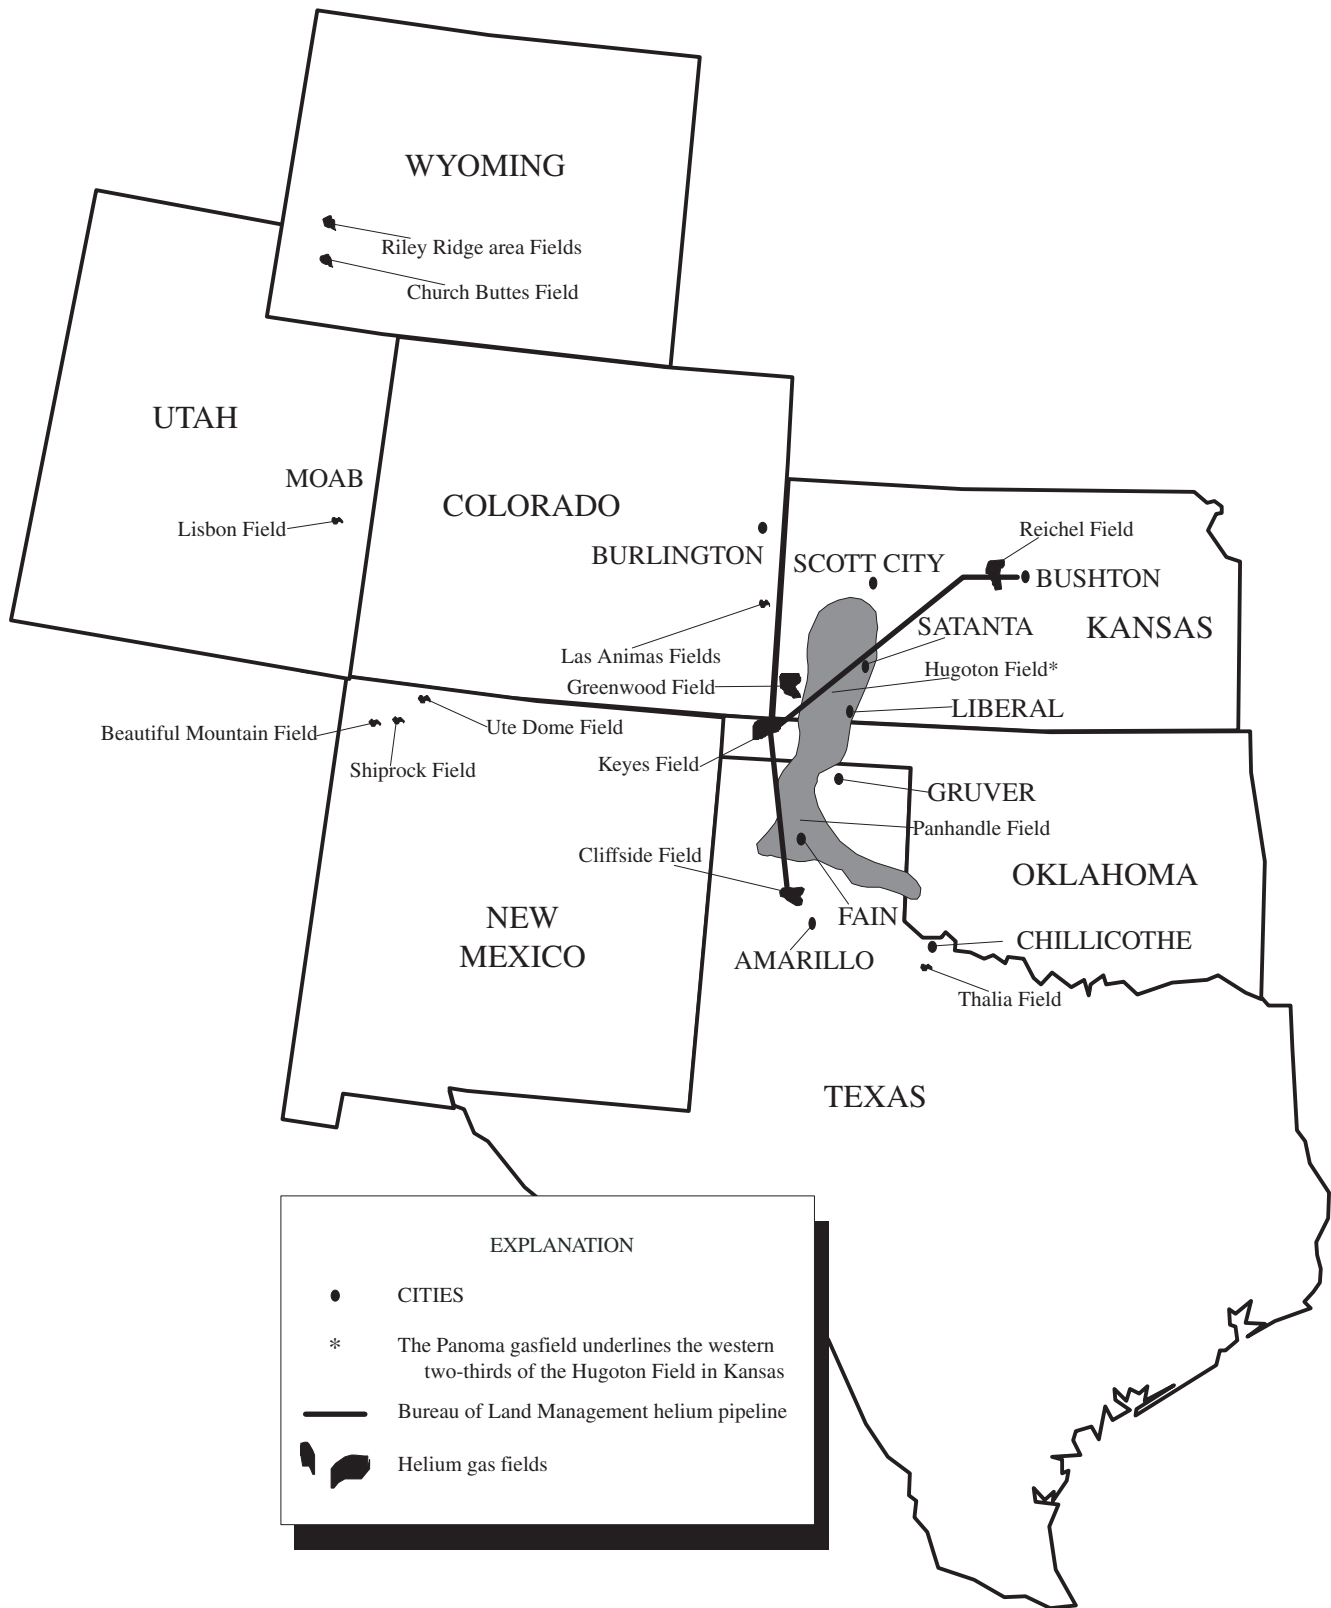 WYOMING
Riley Ridge area Fields
Church Buttes Field
UTAH
MOAB
Lisbon Field
COLORADO
BURLINGTON
Las Animas Fields
Greenwood Field
SCOTT CITY
Reichel Field
BUSHTON
SATANTA
KANSAS
Hugoton Field*
LIBERAL
Beautiful Mountain Field
Shiprock Field
Ute Dome Field
Keyes Field
GRUVER
Panhandle Field
Cliffside Field
OKLAHOMA
NEW
MEXICO
FAIN
AMARILLO
CHILLICOTHE
Thalia Field
TEXAS
EXPLANATION
CITIES
* The Panoma gasfield underlines the western
two-thirds of the Hugoton Field in Kansas
Bureau of Land Management helium pipeline
Helium gas fields